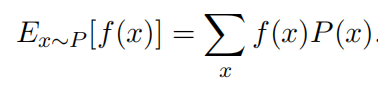 E_{x∼P}[f(x)] = ∑_x f(x)P(x).